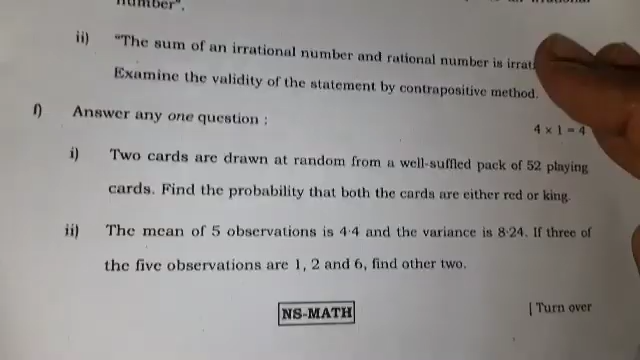 number",
ii) "The sum of an irrational number and rational number is
Examine the validity of the statement by contrapositive method.
f) Answer any one question :
4 × 1 = 4
i) Two cards are drawn at random from a well-suffled pack of 52 playing
cards. Find the probability that both the cards are either red or king.
ii) The mean of 5 observations is 4·4 and the variance is 8·24. If three of
the five observations are 1, 2 and 6, find other two.
NS-MATH
[ Turn over